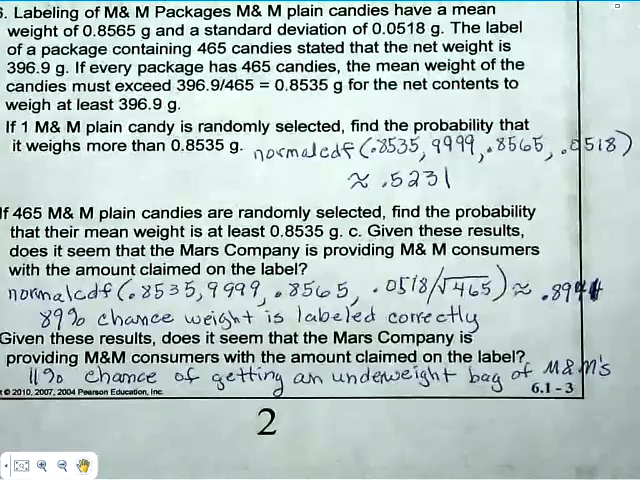 6. Labeling of M& M Packages M& M plain candies have a mean
weight of 0.8565 g and a standard deviation of 0.0518 g. The label
of a package containing 465 candies stated that the net weight is
396.9 g. If every package has 465 candies, the mean weight of the
candies must exceed 396.9/465 = 0.8535 g for the net contents to
weigh at least 396.9 g.
If 1 M& M plain candy is randomly selected, find the probability that
it weighs more than 0.8535 g. normalcdf (.8535, 9999, .8565, .0518)
≈ .5231
If 465 M& M plain candies are randomly selected, find the probability
that their mean weight is at least 0.8535 g. c. Given these results,
does it seem that the Mars Company is providing M& M consumers
with the amount claimed on the label?
normalcdf (.8535, 9999, .8565, .0518/√465) ≈ .8944
89% chance weight is labeled correctly
Given these results, does it seem that the Mars Company is
providing M&M consumers with the amount claimed on the label?
11% chance of getting an underweight bag of M&M's
t © 2010, 2007, 2004 Pearson Education, Inc.
6.1 - 3
2